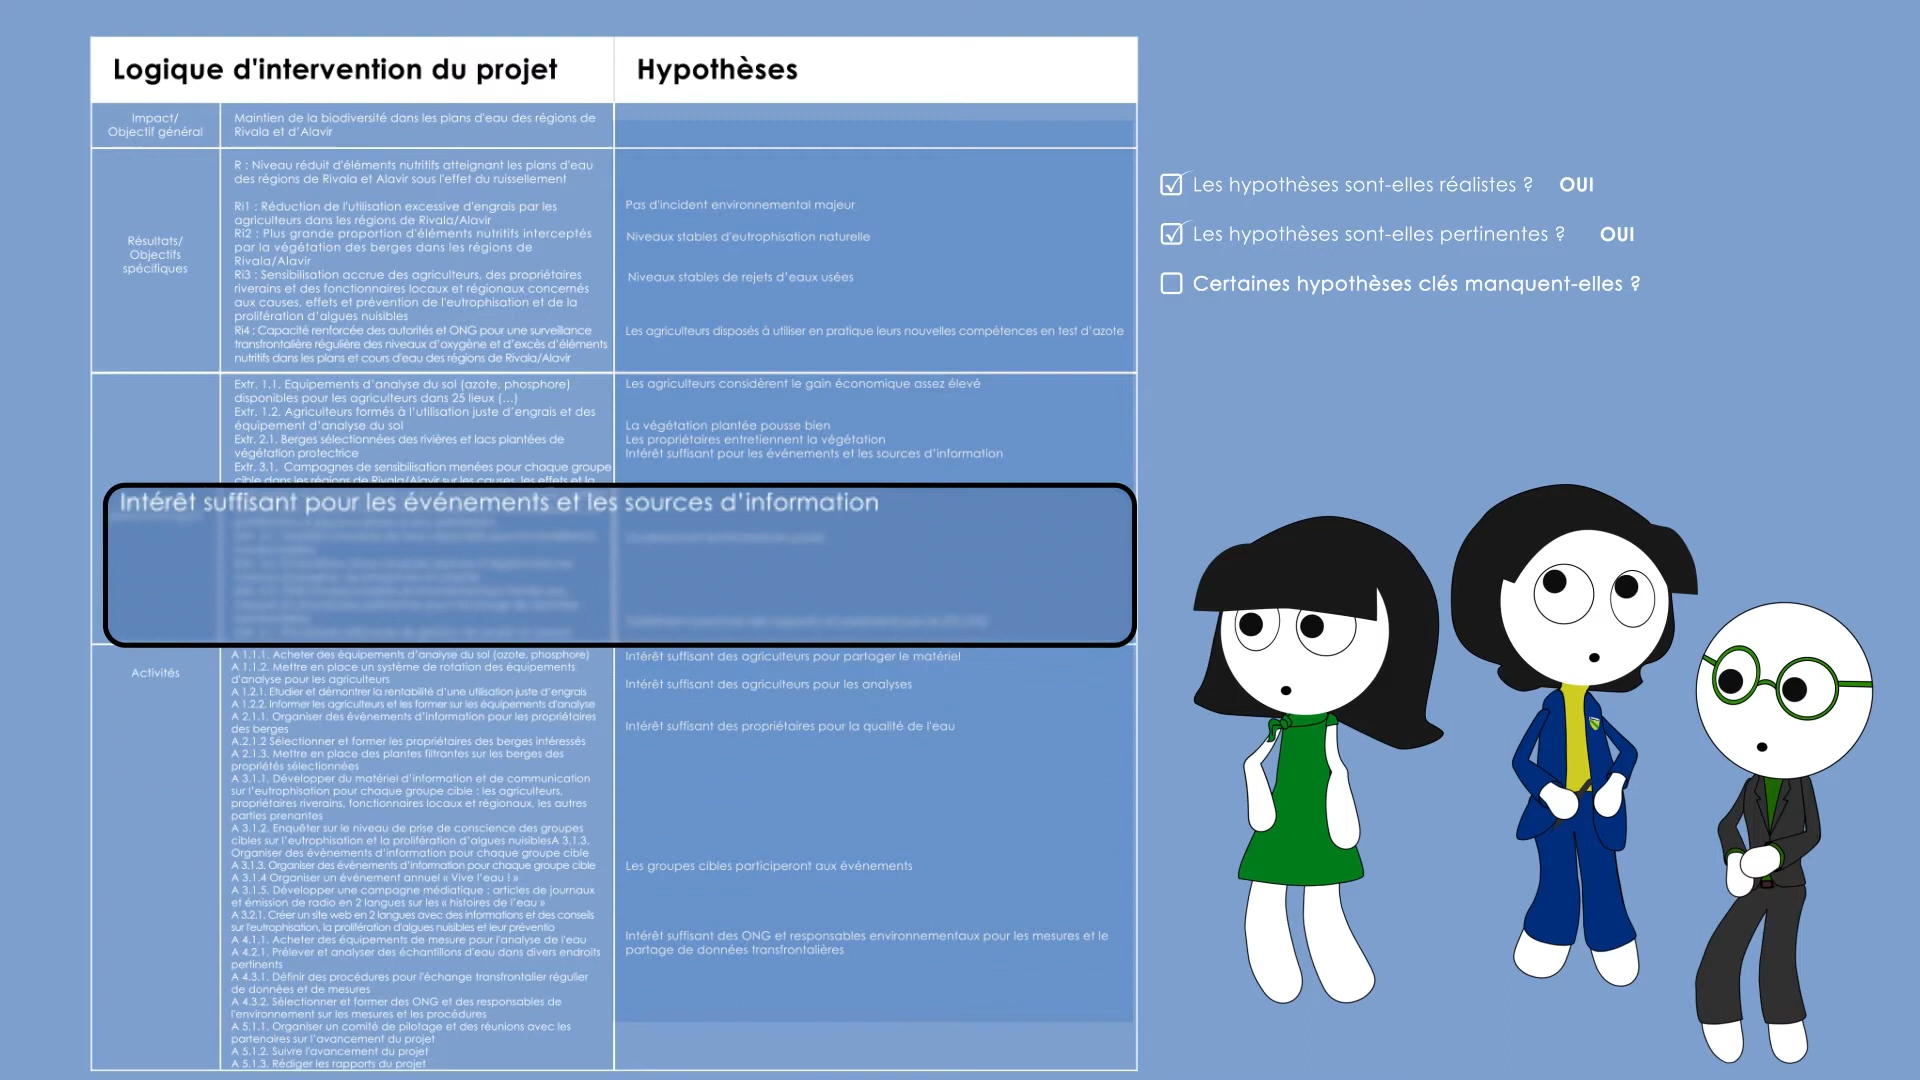 Logique d'intervention du projet
Hypothèses
Impact/
Objectif général
Maintien de la biodiversité dans les plans d'eau des régions de
Rivala et d'Alavir
Résultats/
Objectifs
spécifiques
R : Niveau réduit d'éléments nutritifs atteignant les plans d'eau
des régions de Rivala et Alavir sous l'effet du ruissellement
Ri1 : Réduction de l'utilisation excessive d'engrais par les
agriculteurs dans les régions de Rivala/Alavir
Ri2 : Plus grande proportion d'éléments nutritifs interceptés
par la végétation des berges dans les régions de
Rivala/Alavir
Ri3 : Sensibilisation accrue des agriculteurs, des propriétaires
riverains et des fonctionnaires locaux et régionaux concernés
aux causes, effets et prévention de l'eutrophisation et de la
prolifération d'algues nuisibles
Ri4 : Capacité renforcée des autorités et ONG pour une surveillance
transfrontalière régulière des niveaux d'oxygène et d'excès d'éléments
nutritifs dans les plans et cours d'eau des régions de Rivala/Alavir
Pas d'incident environnemental majeur
Niveaux stables d'eutrophisation naturelle
Niveaux stables de rejets d'eaux usées
Les agriculteurs disposés à utiliser en pratique leurs nouvelles compétences en test d'azote
Extr. 1.1. Equipements d'analyse du sol (azote, phosphore)
disponibles pour les agriculteurs dans 25 lieux (...)
Extr. 1.2. Agriculteurs formés à l'utilisation juste d'engrais et des
équipement d'analyse du sol
Extr. 2.1. Berges sélectionnées des rivières et lacs plantées de
végétation protectrice
Extr. 3.1. Campagnes de sensibilisation menées pour chaque groupe
cible dans les régions de Rivala/Alavir sur les causes, les effets et la
Les agriculteurs considèrent le gain économique assez élevé
La végétation plantée pousse bien
Les propriétaires entretiennent la végétation
Intérêt suffisant pour les événements et les sources d'information
Intérêt suffisant pour les événements et les sources d'information
Activités
A 1.1.1. Acheter des équipements d'analyse du sol (azote, phosphore)
A 1.1.2. Mettre en place un système de rotation des équipements
d'analyse pour les agriculteurs
A 1.2.1. Etudier et démontrer la rentabilité d'une utilisation juste d'engrais
A 1.2.2. Informer les agriculteurs et les former sur les équipements d'analyse
A 2.1.1. Organiser des évènements d'information pour les propriétaires
des berges
A.2.1.2 Sélectionner et former les propriétaires des berges intéressés
A 2.1.3. Mettre en place des plantes filtrantes sur les berges des
propriétés sélectionnées
A 3.1.1. Développer du matériel d'information et de communication
sur l'eutrophisation pour chaque groupe cible : les agriculteurs,
propriétaires riverains, fonctionnaires locaux et régionaux, les autres
parties prenantes
A 3.1.2. Enquêter sur le niveau de prise de conscience des groupes
cibles sur l'eutrophisation et la prolifération d'algues nuisiblesA 3.1.3.
Organiser des évènements d'information pour chaque groupe cible
A 3.1.3. Organiser des événements d'information pour chaque groupe cible
A 3.1.4 Organiser un événement annuel « Vive l'eau ! »
A 3.1.5. Développer une campagne médiatique : articles de journaux
et émission de radio en 2 langues sur les « histoires de l'eau »
A 3.2.1. Créer un site web en 2 langues avec des informations et des conseils
sur l'eutrophisation, la prolifération d'algues nuisibles et leur préventio
A 4.1.1. Acheter des équipements de mesure pour l'analyse de l'eau
A 4.2.1. Prélever et analyser des échantillons d'eau dans divers endroits
pertinents
A 4.3.1. Définir des procédures pour l'échange transfrontalier régulier
de données et de mesures
A 4.3.2. Sélectionner et former des ONG et des responsables de
l'environnement sur les mesures et les procédures
A 5.1.1. Organiser un comité de pilotage et des réunions avec les
partenaires sur l'avancement du projet
A 5.1.2. Suivre l'avancement du projet
A 5.1.3. Rédiger les rapports du projet
Intérêt suffisant des agriculteurs pour partager le matériel
Intérêt suffisant des agriculteurs pour les analyses
Intérêt suffisant des propriétaires pour la qualité de l'eau
Les groupes cibles participeront aux événements
Intérêt suffisant des ONG et responsables environnementaux pour les mesures et le
partage de données transfrontalières
Les hypothèses sont-elles réalistes ? OUI
Les hypothèses sont-elles pertinentes ? OUI
Certaines hypothèses clés manquent-elles ?